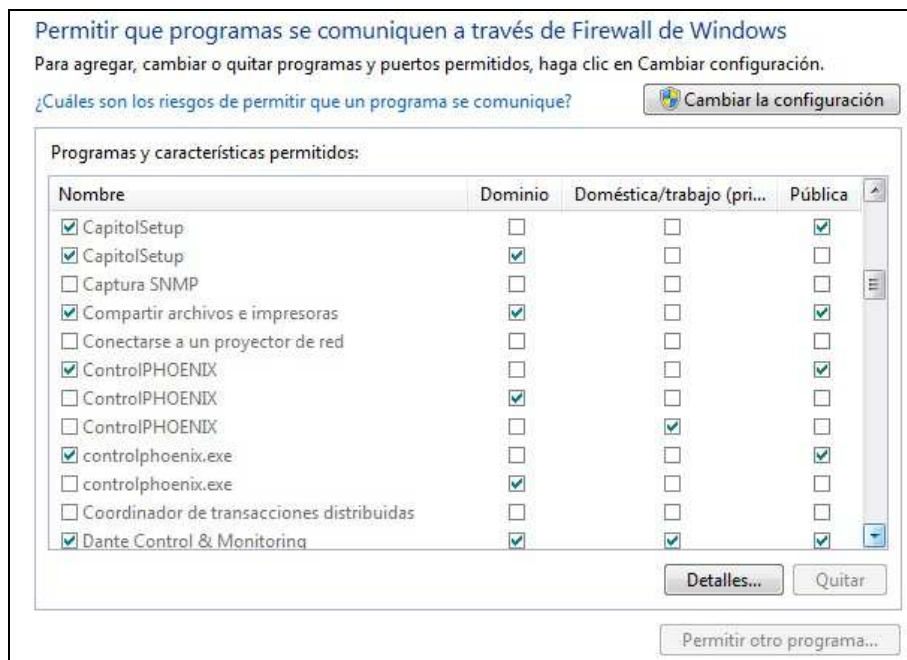 Permitir que programas se comuniquen a través de Firewall de Windows
Para agregar, cambiar o quitar programas y puertos permitidos, haga clic en Cambiar configuración.
¿Cuáles son los riesgos de permitir que un programa se comunique? Cambiar la configuración
Programas y características permitidos:
Nombre Dominio Doméstica/trabajo (pri... Pública
CapitolSetup
CapitolSetup
Captura SNMP
Compartir archivos e impresoras
Conectarse a un proyector de red
ControlPHOENIX
ControlPHOENIX
ControlPHOENIX
controlphoenix.exe
controlphoenix.exe
Coordinador de transacciones distribuidas
Dante Control & Monitoring
Detalles... Quitar
Permitir otro programa...